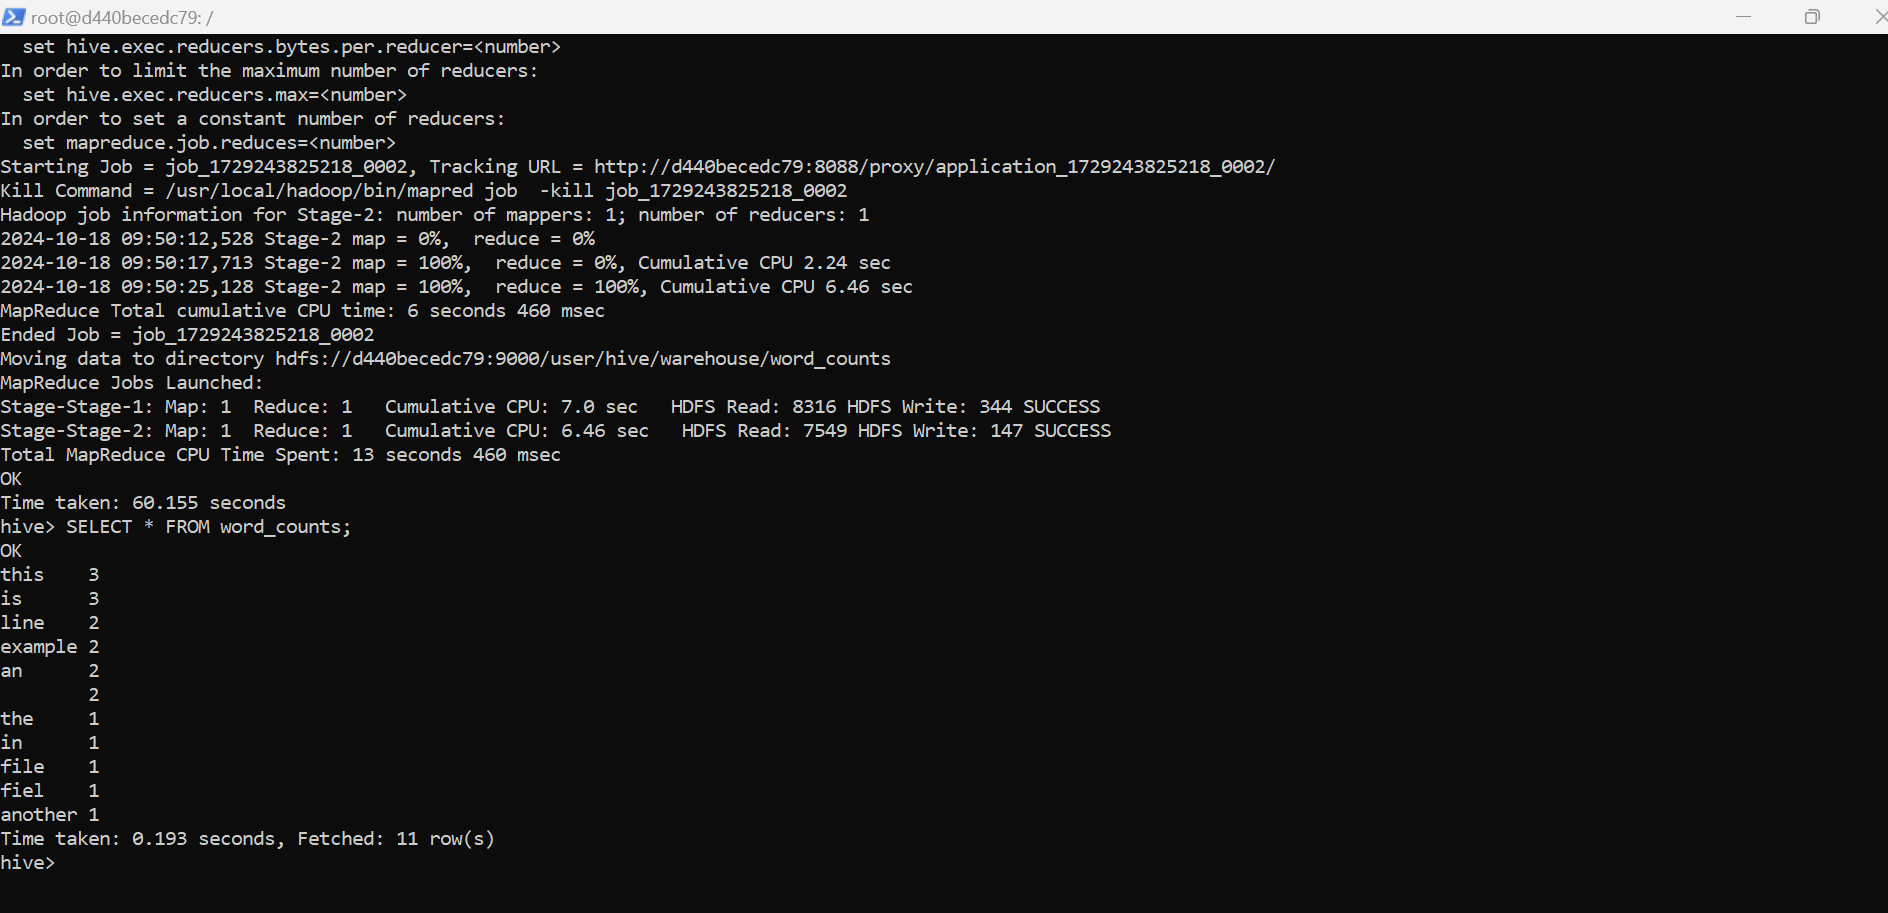 root@d440becedc79: /
  set hive.exec.reducers.bytes.per.reducer=<number>
In order to limit the maximum number of reducers:
  set hive.exec.reducers.max=<number>
In order to set a constant number of reducers:
  set mapreduce.job.reduces=<number>
Starting Job = job_1729243825218_0002, Tracking URL = http://d440becedc79:8088/proxy/application_1729243825218_0002/
Kill Command = /usr/local/hadoop/bin/mapred job  -kill job_1729243825218_0002
Hadoop job information for Stage-2: number of mappers: 1; number of reducers: 1
2024-10-18 09:50:12,528 Stage-2 map = 0%,  reduce = 0%
2024-10-18 09:50:17,713 Stage-2 map = 100%,  reduce = 0%, Cumulative CPU 2.24 sec
2024-10-18 09:50:25,128 Stage-2 map = 100%,  reduce = 100%, Cumulative CPU 6.46 sec
MapReduce Total cumulative CPU time: 6 seconds 460 msec
Ended Job = job_1729243825218_0002
Moving data to directory hdfs://d440becedc79:9000/user/hive/warehouse/word_counts
MapReduce Jobs Launched:
Stage-Stage-1: Map: 1  Reduce: 1   Cumulative CPU: 7.0 sec   HDFS Read: 8316 HDFS Write: 344 SUCCESS
Stage-Stage-2: Map: 1  Reduce: 1   Cumulative CPU: 6.46 sec   HDFS Read: 7549 HDFS Write: 147 SUCCESS
Total MapReduce CPU Time Spent: 13 seconds 460 msec
OK
Time taken: 60.155 seconds
hive> SELECT * FROM word_counts;
OK
this    3
is      3
line    2
example 2
an      2
        2
the     1
in      1
file    1
fiel    1
another 1
Time taken: 0.193 seconds, Fetched: 11 row(s)
hive>